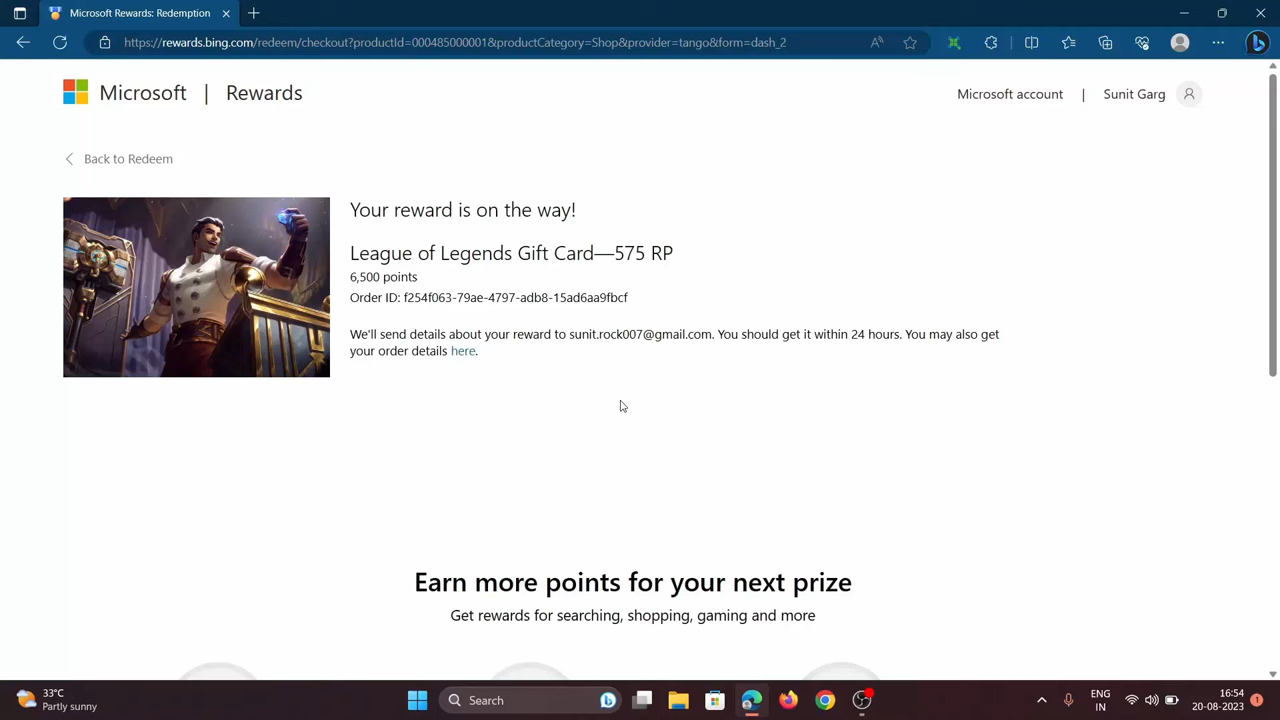 Microsoft Rewards: Redemption
https://rewards.bing.com/redeem/checkout?productId=000485000001&productCategory=Shop&provider=tango&form=dash_2
Microsoft | Rewards
Microsoft account | Sunit Garg
Back to Redeem
Your reward is on the way!
League of Legends Gift Card—575 RP
6,500 points
Order ID: f254f063-79ae-4797-adb8-15ad6aa9fbcf
We'll send details about your reward to sunit.rock007@gmail.com. You should get it within 24 hours. You may also get
your order details here.
Earn more points for your next prize
Get rewards for searching, shopping, gaming and more
33°C
Partly sunny
Search
ENG
IN
16:54
20-08-2023
1